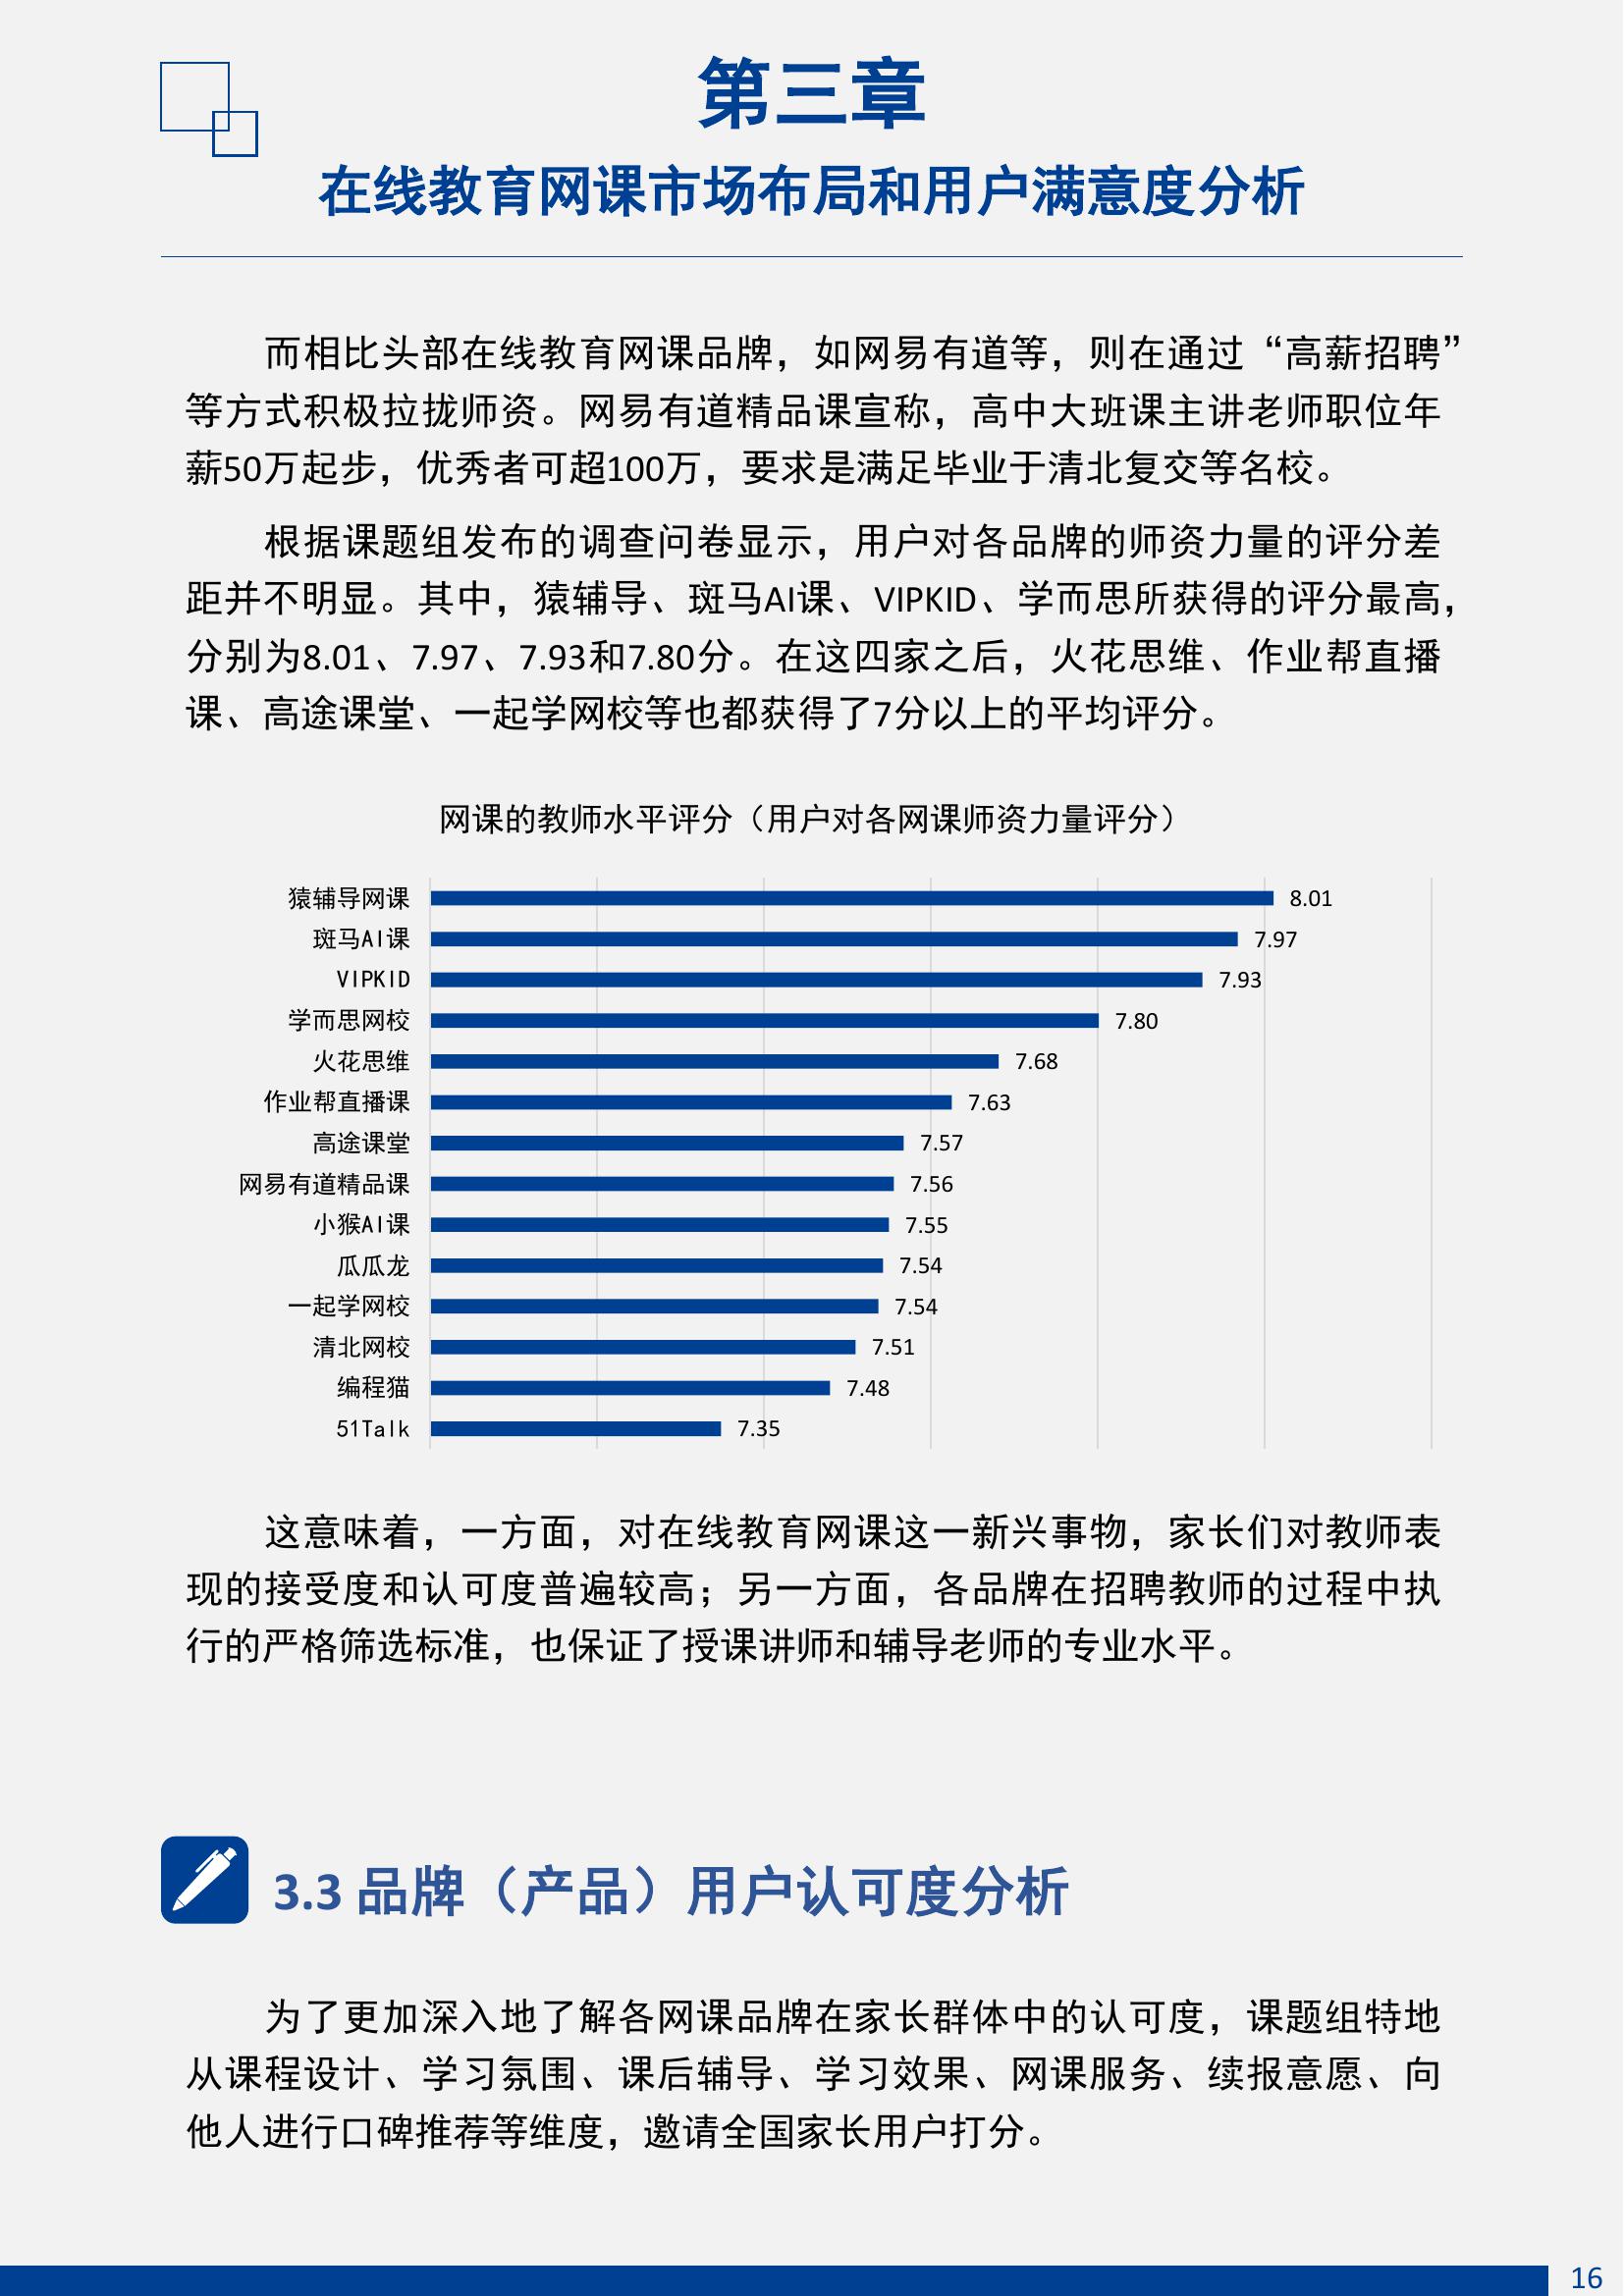 第三章
在线教育网课市场布局和用户满意度分析
而相比头部在线教育网课品牌，如网易有道等，则在通过“高薪招聘”
等方式积极拉拢师资。网易有道精品课宣称，高中大班课主讲老师职位年
薪50万起步，优秀者可超100万，要求是满足毕业于清北复交等名校。
根据课题组发布的调查问卷显示，用户对各品牌的师资力量的评分差
距并不明显。其中，猿辅导、斑马AI课、VIPKID、学而思所获得的评分最高，
分别为8.01、7.97、7.93和7.80分。在这四家之后，火花思维、作业帮直播
课、高途课堂、一起学网校等也都获得了7分以上的平均评分。
网课的教师水平评分（用户对各网课师资力量评分）
猿辅导网课 8.01
斑马AI课 7.97
VIPKID 7.93
学而思网校 7.80
火花思维 7.68
作业帮直播课 7.63
高途课堂 7.57
网易有道精品课 7.56
小猴AI课 7.55
瓜瓜龙 7.54
一起学网校 7.54
清北网校 7.51
编程猫 7.48
51Talk 7.35
这意味着，一方面，对在线教育网课这一新兴事物，家长们对教师表
现的接受度和认可度普遍较高；另一方面，各品牌在招聘教师的过程中执
行的严格筛选标准，也保证了授课讲师和辅导老师的专业水平。
3.3 品牌（产品）用户认可度分析
为了更加深入地了解各网课品牌在家长群体中的认可度，课题组特地
从课程设计、学习氛围、课后辅导、学习效果、网课服务、续报意愿、向
他人进行口碑推荐等维度，邀请全国家长用户打分。
16